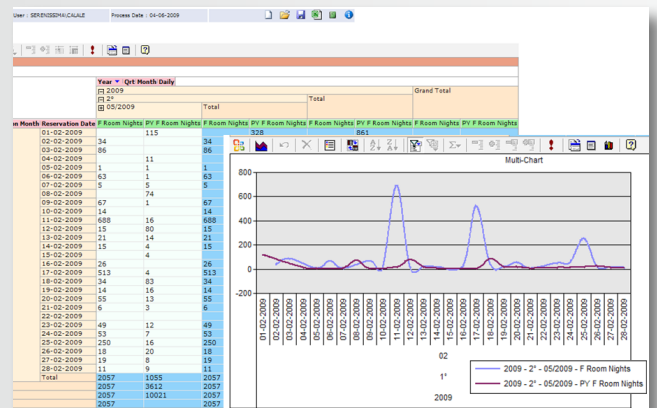 User : SERENISSIMA\CALALE Process Date : 04-06-2009
Year Qrt Month Daily
2009 Grand Total
2° Total
05/2009 Total
en Month Reservation Date F Room Nights PY F Room Nights F Room Nights PY F Room Nights F Room Nights PY F Room Nights F Room Nights PY F Room Nights
01-02-2009 115 328 861
02-02-2009 34 34
03-02-2009 86 86
04-02-2009 11
05-02-2009 1 1 1
06-02-2009 63 1 63
07-02-2009 5 5 5
08-02-2009 74
09-02-2009 67 1 67
10-02-2009 14 14
11-02-2009 688 16 688
12-02-2009 15 80 15
13-02-2009 21 14 21
14-02-2009 15 4 15
15-02-2009 4
16-02-2009 26 26
17-02-2009 513 4 513
18-02-2009 34 83 34
19-02-2009 14 16 14
20-02-2009 55 13 55
21-02-2009 6 3 6
22-02-2009
23-02-2009 49 12 49
24-02-2009 53 7 53
25-02-2009 250 16 250
26-02-2009 18 20 18
27-02-2009 19 8 19
28-02-2009 11 9 11
Total 2057 1055 2057
2057 3612 2057
2057 10021 2057
2057 2057
Multi-Chart
800
600
400
200
0
-200
01-02-2009 02-02-2009 03-02-2009 04-02-2009 05-02-2009 06-02-2009 07-02-2009 08-02-2009 09-02-2009 10-02-2009 11-02-2009 12-02-2009 13-02-2009 14-02-2009 15-02-2009 16-02-2009 17-02-2009 18-02-2009 19-02-2009 20-02-2009 21-02-2009 22-02-2009 23-02-2009 24-02-2009 25-02-2009 26-02-2009 27-02-2009 28-02-2009
02
1°
2009
2009 - 2° - 05/2009 - F Room Nights
2009 - 2° - 05/2009 - PY F Room Nights